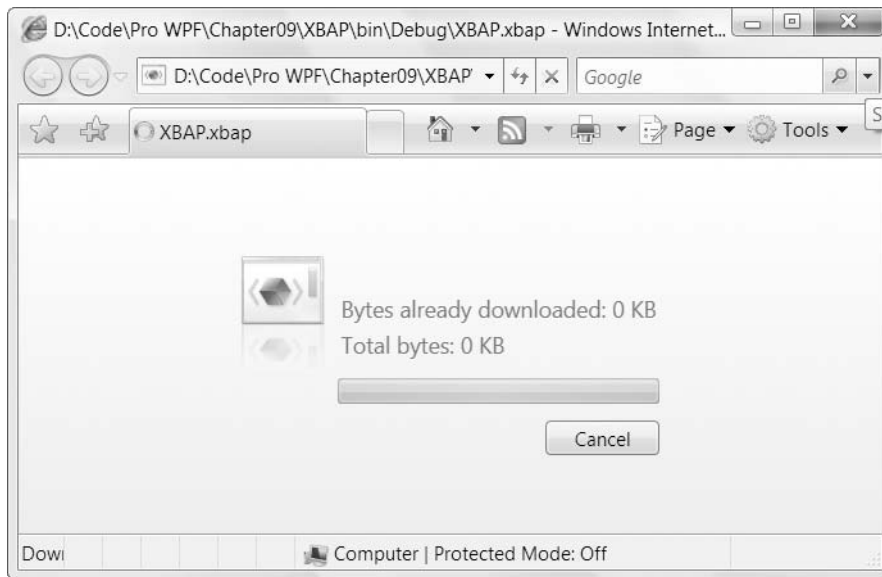 D:\Code\Pro WPF\Chapter09\XBAP\bin\Debug\XBAP.xbap - Windows Internet...
D:\Code\Pro WPF\Chapter09\XBAP
Google
S
XBAP.xbap
Page
Tools
Bytes already downloaded: 0 KB
Total bytes: 0 KB
Cancel
Down
Computer | Protected Mode: Off